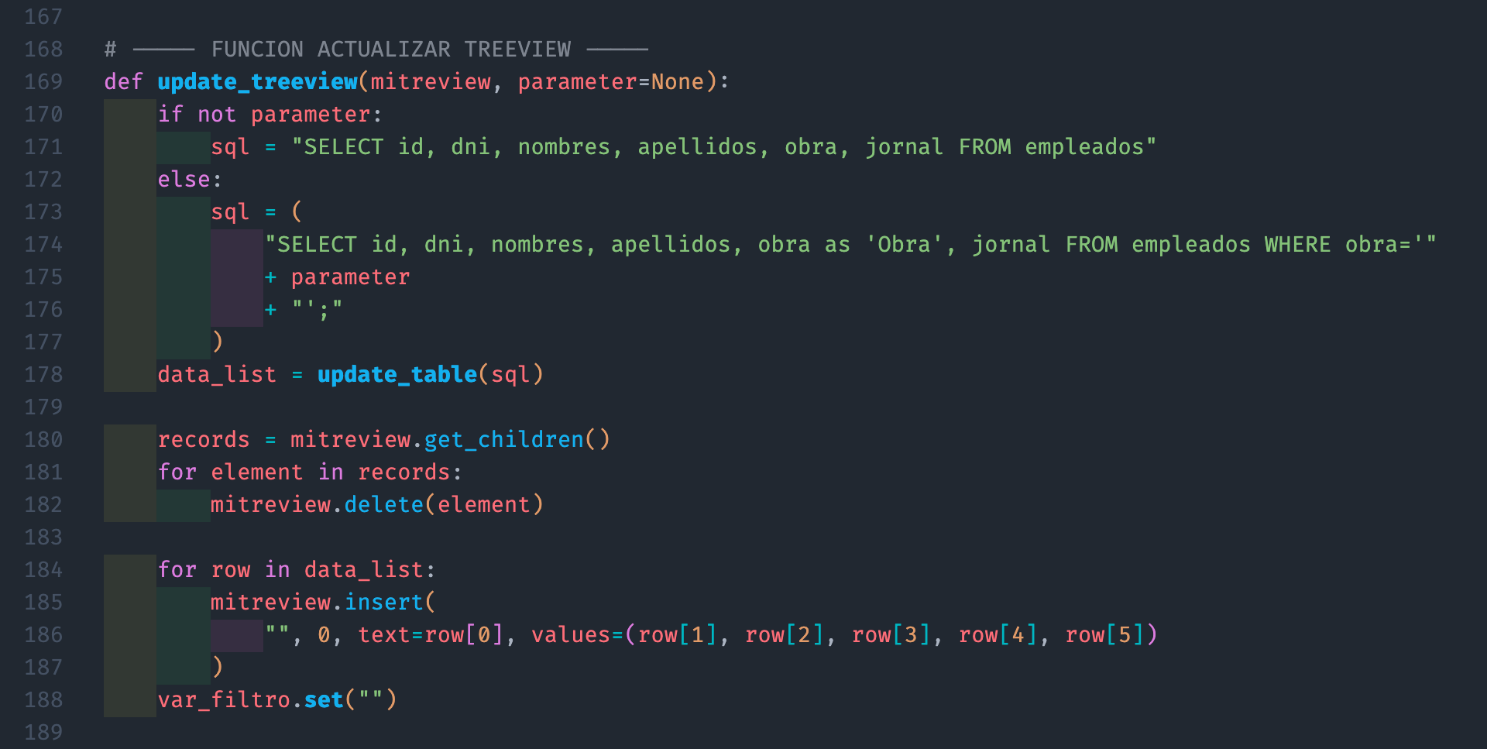 167
168 # ----- FUNCION ACTUALIZAR TREEVIEW -----
169 def update_treeview(mitreview, parameter=None):
170     if not parameter:
171         sql = "SELECT id, dni, nombres, apellidos, obra, jornal FROM empleados"
172     else:
173         sql = (
174             "SELECT id, dni, nombres, apellidos, obra as 'Obra', jornal FROM empleados WHERE obra='"
175             + parameter
176             + "';"
177         )
178     data_list = update_table(sql)
179
180     records = mitreview.get_children()
181     for element in records:
182         mitreview.delete(element)
183
184     for row in data_list:
185         mitreview.insert(
186             "", 0, text=row[0], values=(row[1], row[2], row[3], row[4], row[5])
187         )
188     var_filtro.set("")
189